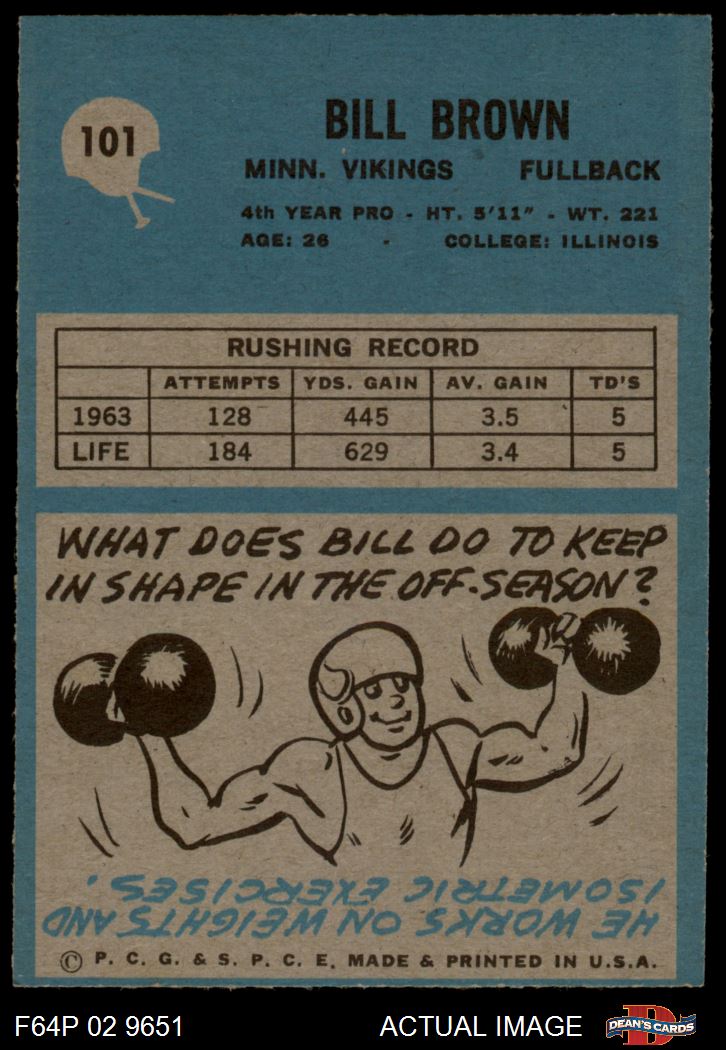 101
BILL BROWN
MINN. VIKINGS FULLBACK
4th YEAR PRO - HT. 5'11" - WT. 221
AGE: 26 - COLLEGE: ILLINOIS
RUSHING RECORD
ATTEMPTS YDS. GAIN AV. GAIN TD'S
1963 128 445 3.5 5
LIFE 184 629 3.4 5
WHAT DOES BILL DO TO KEEP
IN SHAPE IN THE OFF-SEASON?
HE WORKS ON WEIGHTS AND
ISOMETRIC EXERCISES.
© P. C. G. & S. P. C. E. MADE & PRINTED IN U.S.A.
F64P 02 9651 ACTUAL IMAGE D DEAN'S CARDS